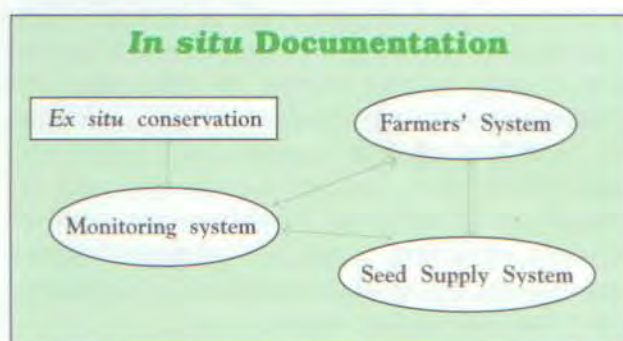 In situ Documentation
Ex situ conservation
Farmers' System
Monitoring system
Seed Supply System